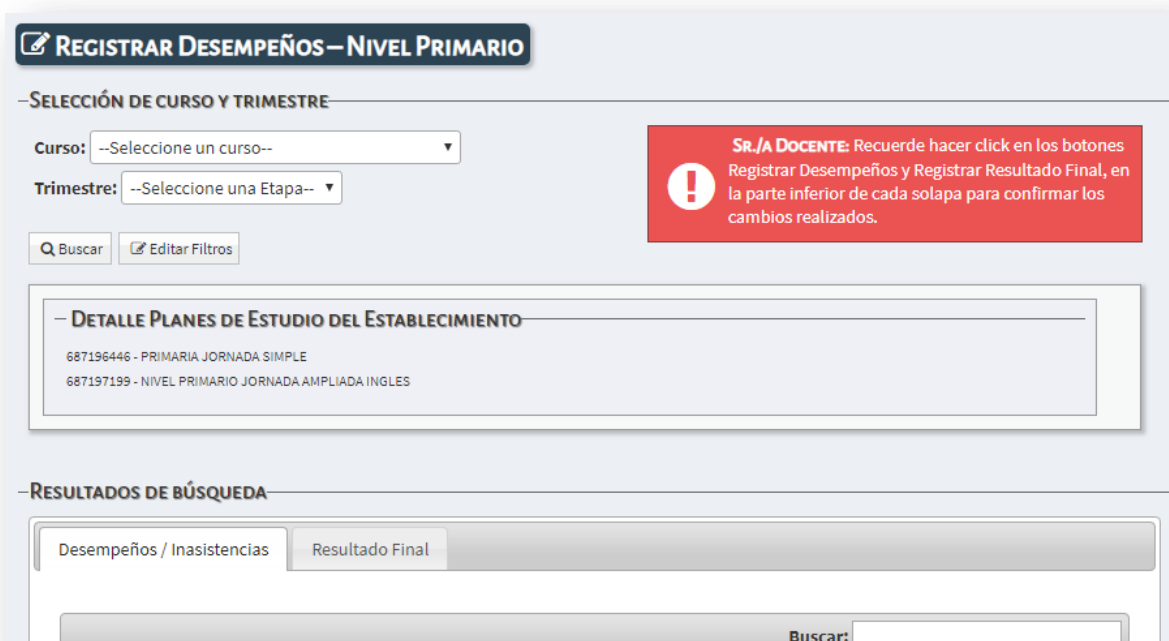 REGISTRAR DESEMPEÑOS – NIVEL PRIMARIO
SELECCIÓN DE CURSO Y TRIMESTRE
Curso: --Seleccione un curso--
Trimestre: --Seleccione una Etapa--
SR./A DOCENTE: Recuerde hacer click en los botones
Registrar Desempeños y Registrar Resultado Final, en
la parte inferior de cada solapa para confirmar los
cambios realizados.
Buscar Editar Filtros
DETALLE PLANES DE ESTUDIO DEL ESTABLECIMIENTO
687196446 - PRIMARIA JORNADA SIMPLE
687197199 - NIVEL PRIMARIO JORNADA AMPLIADA INGLES
RESULTADOS DE BÚSQUEDA
Desempeños / Inasistencias Resultado Final
Buscar: